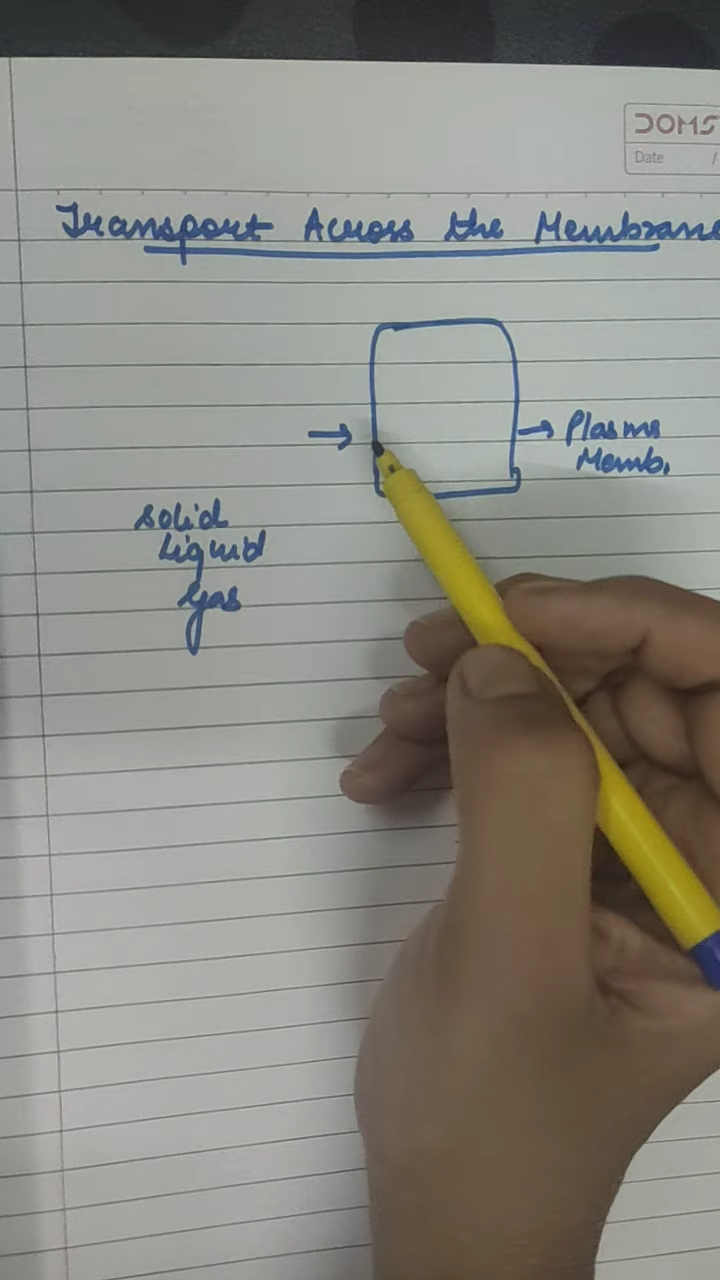 DOMS
Date /
Transport Across the Membrane
→ → Plasma
Memb.
solid
liquid
gas